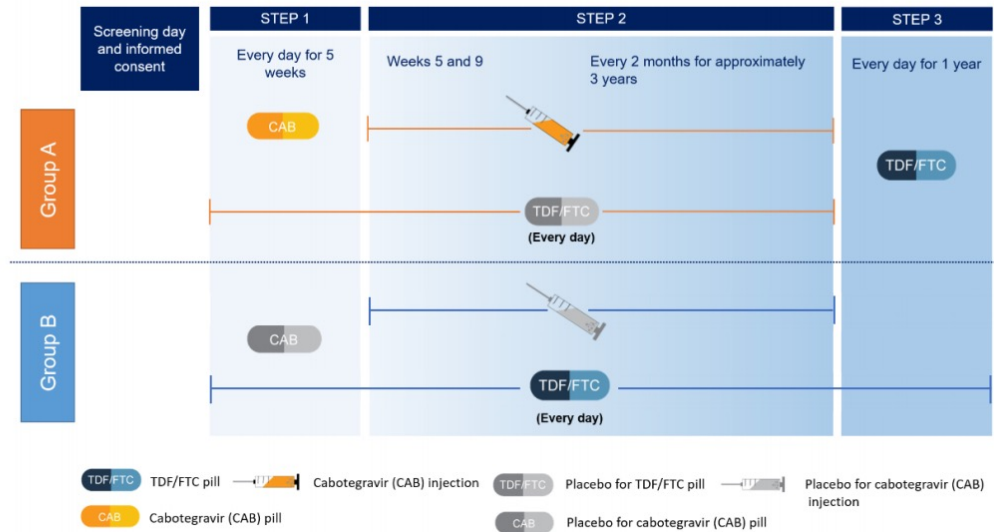 Screening day
and informed
consent
STEP 1
STEP 2
STEP 3
Every day for 5
weeks
Weeks 5 and 9
Every 2 months for approximately
3 years
Every day for 1 year
Group A
CAB
TDF/FTC
TDF/FTC
(Every day)
Group B
CAB
TDF/FTC
(Every day)
TDF/FTC
TDF/FTC pill
Cabotegravir (CAB) injection
TDF/FTC
Placebo for TDF/FTC pill
Placebo for cabotegravir (CAB)
injection
CAB
Cabotegravir (CAB) pill
CAB
Placebo for cabotegravir (CAB) pill